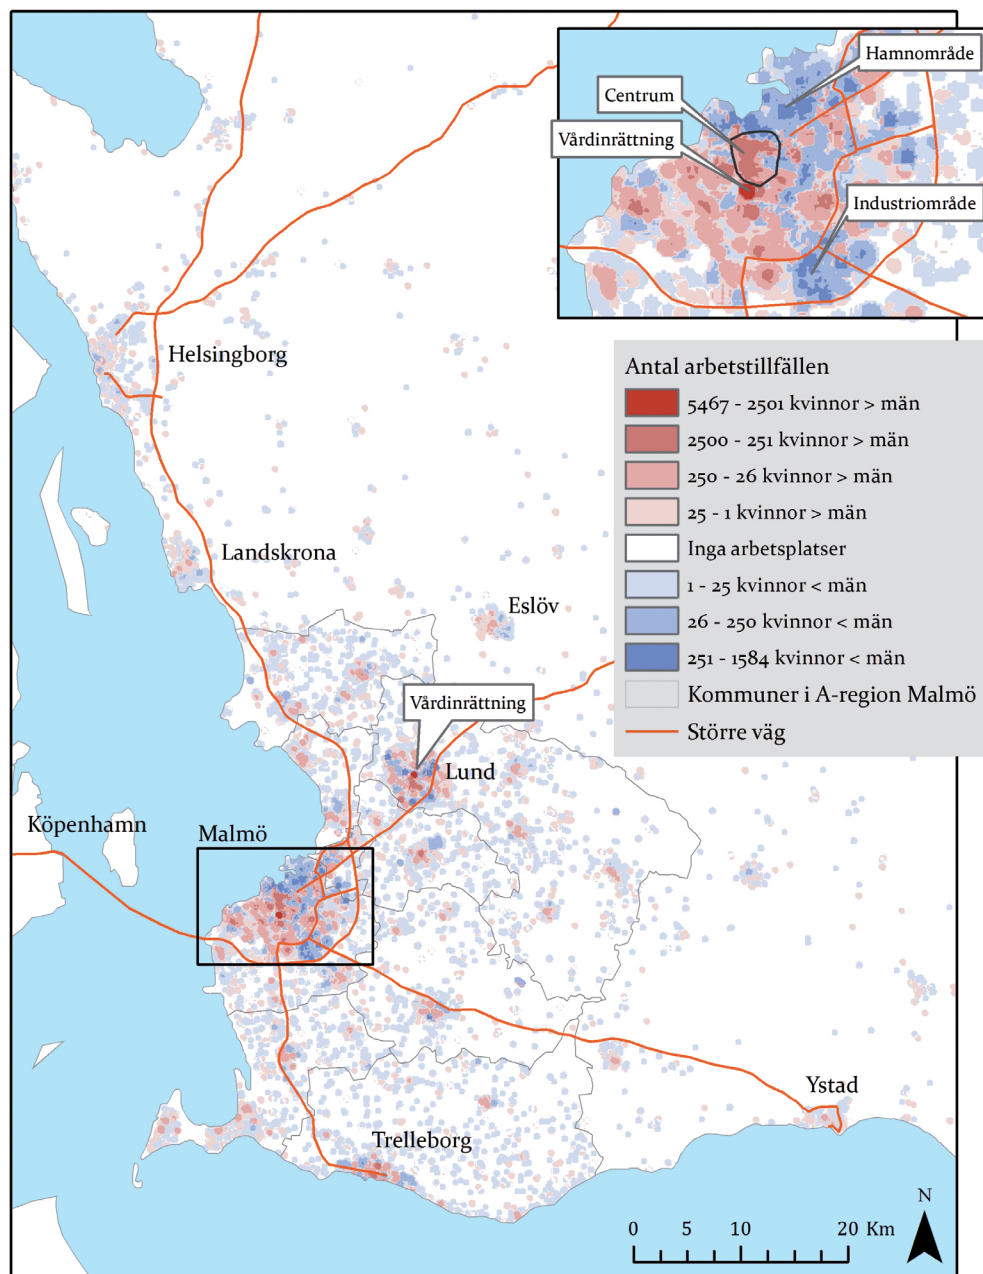 Hamnområde
Centrum
Vårdinrättning
Industriområde
Helsingborg
Antal arbetstillfällen
5467 - 2501 kvinnor > män
2500 - 251 kvinnor > män
250 - 26 kvinnor > män
25 - 1 kvinnor > män
Inga arbetsplatser
1 - 25 kvinnor < män
26 - 250 kvinnor < män
251 - 1584 kvinnor < män
Kommuner i A-region Malmö
Större väg
Landskrona
Eslöv
Vårdinrättning
Lund
Köpenhamn
Malmö
Ystad
Trelleborg
N
0 5 10 20 Km